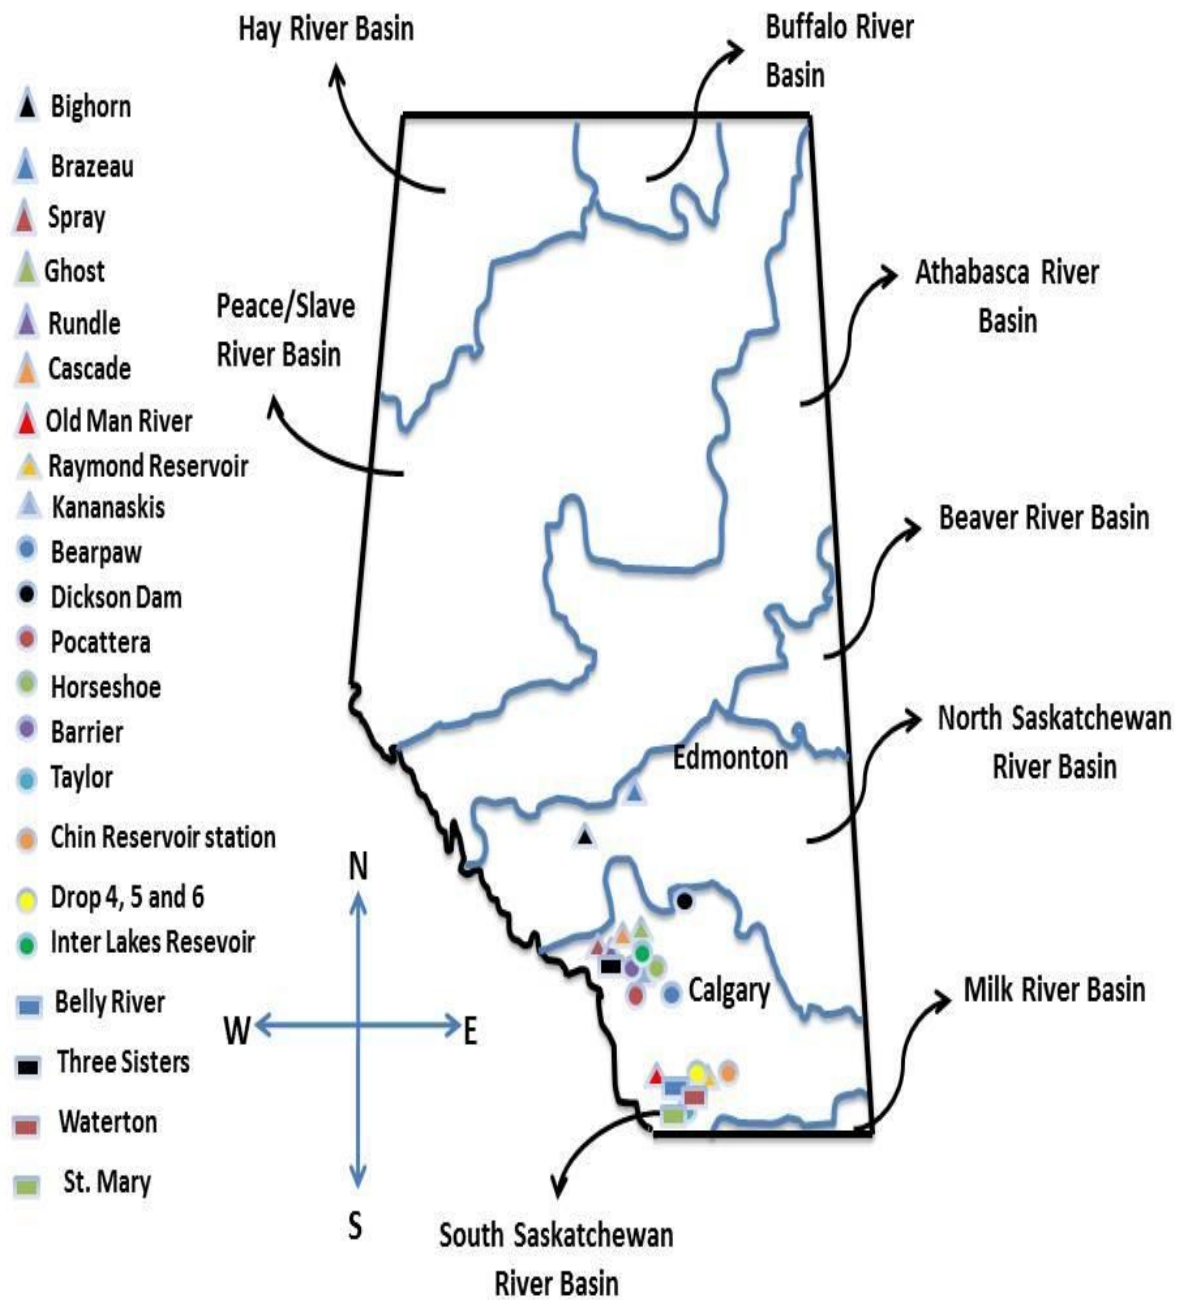 Hay River Basin
Buffalo River
Basin
Bighorn
Brazeau
Spray
Ghost
Rundle
Cascade
Old Man River
Raymond Reservoir
Kananaskis
Bearpaw
Dickson Dam
Pocattera
Horseshoe
Barrier
Taylor
Chin Reservoir station
Drop 4, 5 and 6
Inter Lakes Resevoir
Belly River
Three Sisters
Waterton
St. Mary
Peace/Slave
River Basin
Athabasca River
Basin
Beaver River Basin
North Saskatchewan
River Basin
Edmonton
Calgary
Milk River Basin
N
W
E
S
South Saskatchewan
River Basin